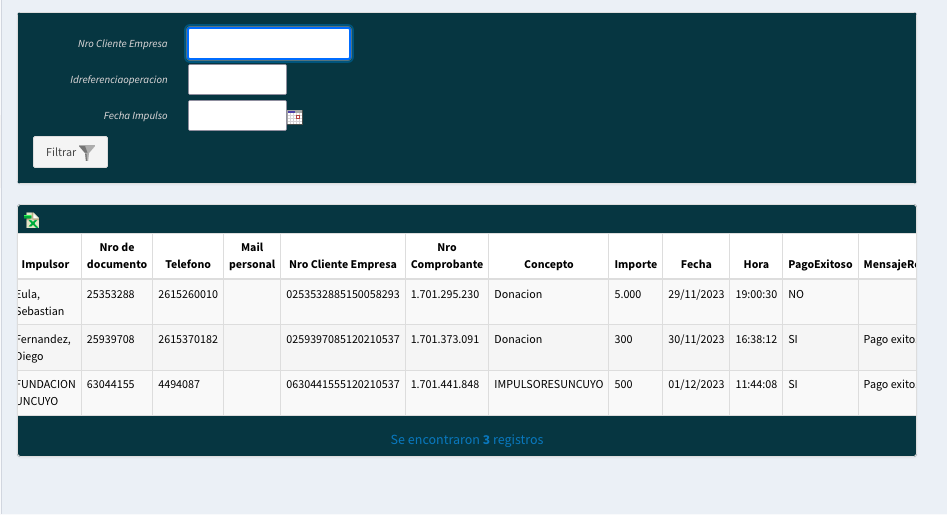 Nro Cliente Empresa
Idreferenciaoperacion
Fecha Impulso
Filtrar
Impulsor Nro de documento Telefono Mail personal Nro Cliente Empresa Nro Comprobante Concepto Importe Fecha Hora PagoExitoso MensajeRe
Eula, Sebastian 25353288 2615260010 0253532885150058293 1.701.295.230 Donacion 5.000 29/11/2023 19:00:30 NO
Fernandez, Diego 25939708 2615370182 0259397085120210537 1.701.373.091 Donacion 300 30/11/2023 16:38:12 SI Pago exito
FUNDACION UNCUYO 63044155 4494087 0630441555120210537 1.701.441.848 IMPULSORESUNCUYO 500 01/12/2023 11:44:08 SI Pago exito
Se encontraron 3 registros